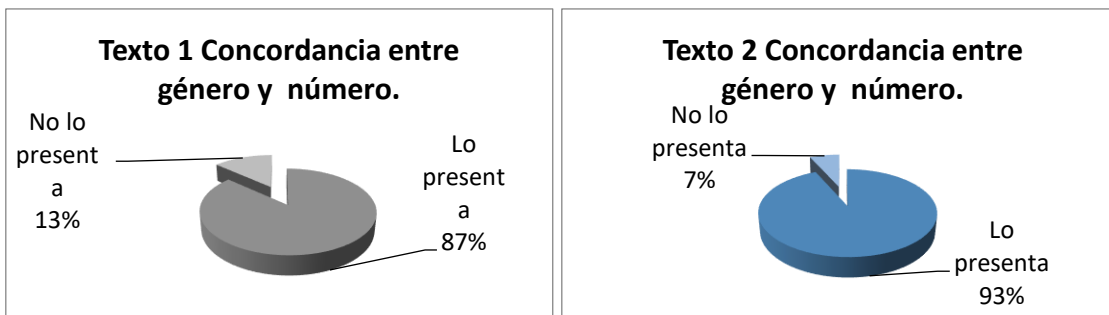 Texto 1 Concordancia entre
género y  número.
No lo
present
a
13%
Lo
present
a
87%
Texto 2 Concordancia entre
género y  número.
No lo
presenta
7%
Lo
presenta
93%